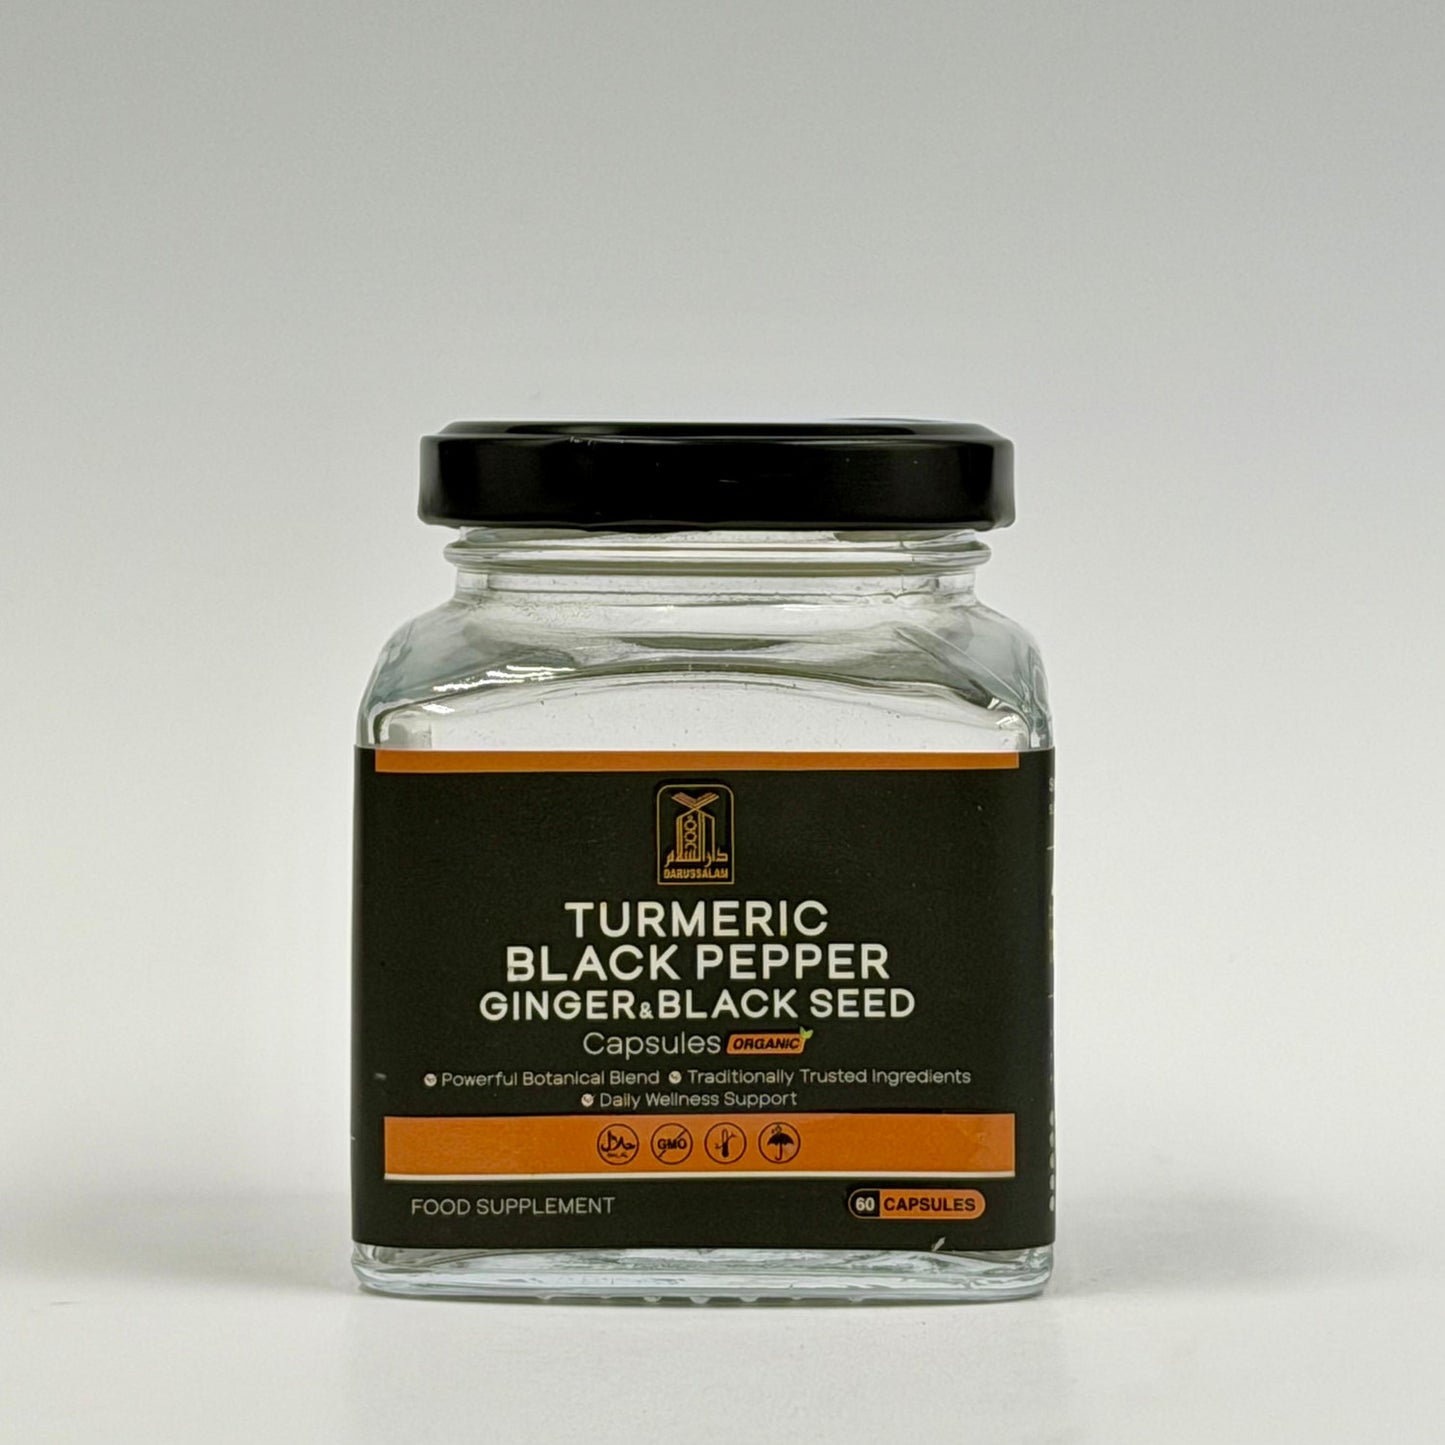 دار السلام
DARUSSALAM
TURMERIC
BLACK PEPPER
GINGER&BLACK SEED
Capsules ORGANIC
Powerful Botanical Blend Traditionally Trusted Ingredients
Daily Wellness Support
حلال GMO
HALAL
FOOD SUPPLEMENT 60 CAPSULES